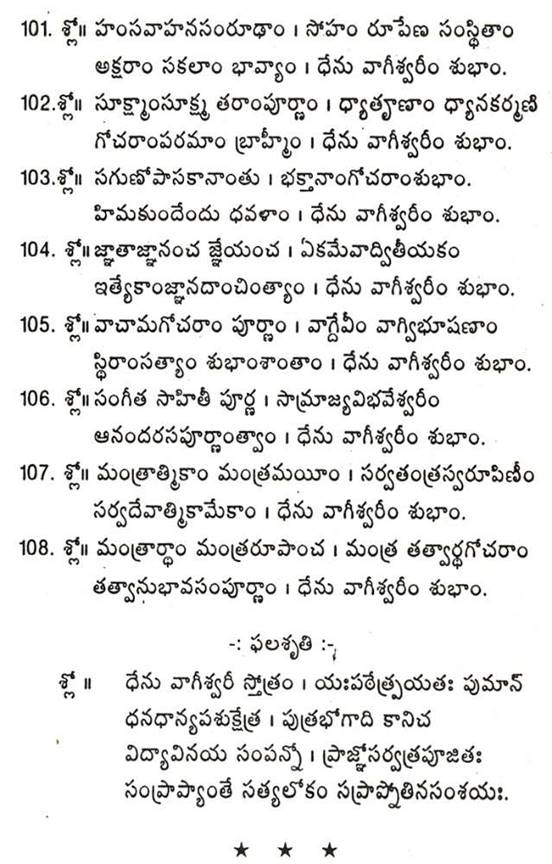 101. శ్లో॥ హంసవాహనసంరూఢాం । సోహం రూపేణ సంస్థితాం
అక్షరాం సకలాం భావ్యాం । ధేను వాగీశ్వరీం శుభాం.
102.శ్లో॥ సూక్ష్మాంసూక్ష్మ తరాంపూర్ణాం । ధ్యాతౄణాం ధ్యానకర్మణి
గోచరాంపరమాం బ్రాహ్మీం । ధేను వాగీశ్వరీం శుభాం.
103.శ్లో॥ సగుణోపాసకానాంతు । భక్తానాంగోచరాంశుభాం.
హిమకుందేందు ధవళాం । ధేను వాగీశ్వరీం శుభాం.
104. శ్లో॥ జ్ఞాతాజ్ఞానంచ జ్ఞేయంచ । ఏకమేవాద్వితీయకం
ఇత్యేకాంజ్ఞానదాంచింత్యాం । ధేను వాగీశ్వరీం శుభాం.
105. శ్లో॥ వాచామగోచరాం పూర్ణాం । వాగ్దేవీం వాగ్విభూషణాం
స్థిరాంసత్యాం శుభాంశాంతాం । ధేను వాగీశ్వరీం శుభాం.
106. శ్లో॥ సంగీత సాహితీ పూర్ణ । సామ్రాజ్యవిభవేశ్వరీం
ఆనందరసపూర్ణాంత్వాం । ధేను వాగీశ్వరీం శుభాం.
107. శ్లో॥ మంత్రాత్మికాం మంత్రమయీం । సర్వతంత్రస్వరూపిణీం
సర్వదేవాత్మికామేకాం । ధేను వాగీశ్వరీం శుభాం.
108. శ్లో॥ మంత్రార్థాం మంత్రరూపాంచ । మంత్ర తత్వార్థగోచరాం
తత్వానుభావసంపూర్ణాం । ధేను వాగీశ్వరీం శుభాం.
-: ఫలశృతి :-
శ్లో ॥ ధేను వాగీశ్వరీ స్తోత్రం । యఃపఠేత్ప్రయతః పుమాన్
ధనధాన్యపశుక్షేత్ర । పుత్రభోగాది కానిచ
విద్యావినయ సంపన్నో । ప్రాజ్ఞోసర్వత్రపూజితః
సంప్రాప్యాంతే సత్యలోకం సప్రాప్నోతినసంశయః.